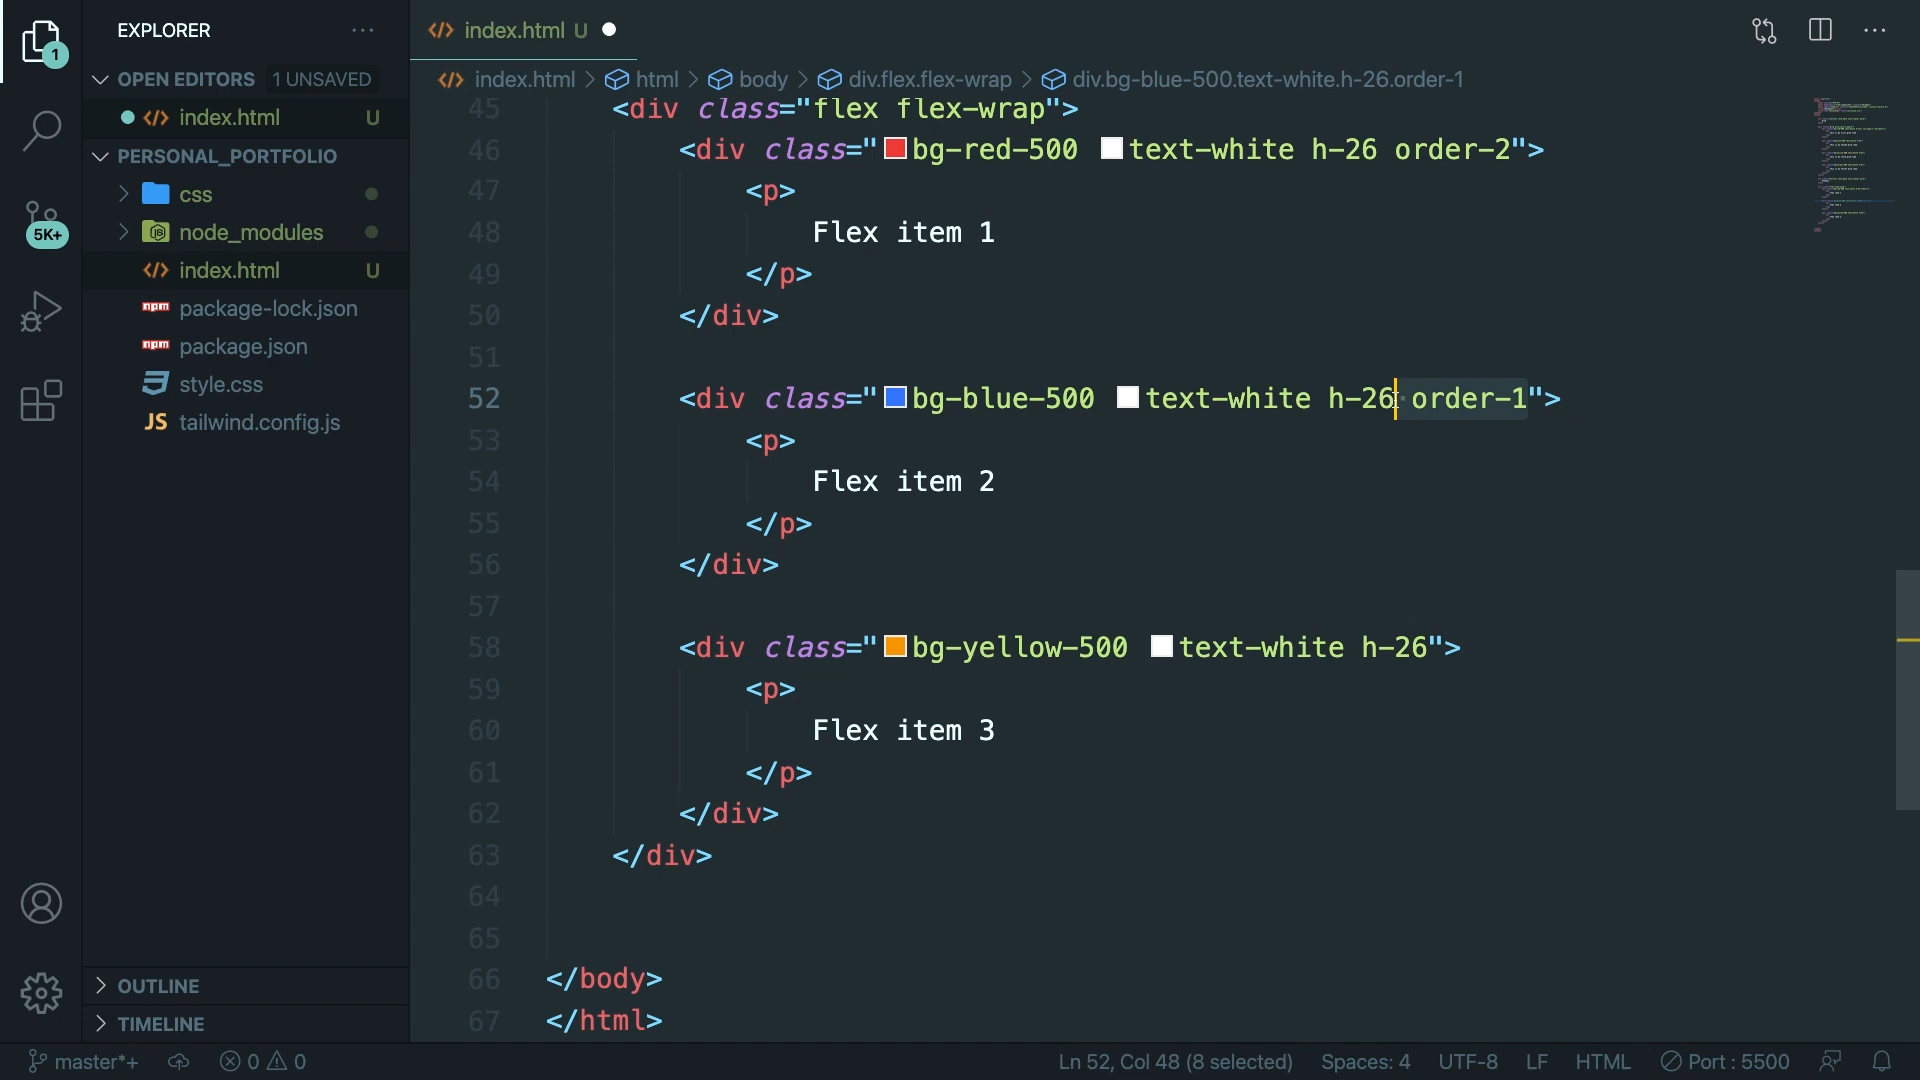 EXPLORER
OPEN EDITORS 1 UNSAVED
index.html U
PERSONAL_PORTFOLIO
css
node_modules
index.html U
package-lock.json
package.json
style.css
JS tailwind.config.js
OUTLINE
TIMELINE
1
5K+
index.html U
index.html > html > body > div.flex.flex-wrap > div.bg-blue-500.text-white.h-26.order-1
45 <div class="flex flex-wrap">
46 <div class="bg-red-500 text-white h-26 order-2">
47 <p>
48 Flex item 1
49 </p>
50 </div>
51
52 <div class="bg-blue-500 text-white h-26 order-1">
53 <p>
54 Flex item 2
55 </p>
56 </div>
57
58 <div class="bg-yellow-500 text-white h-26">
59 <p>
60 Flex item 3
61 </p>
62 </div>
63 </div>
64
65
66 </body>
67 </html>
master*+ 0 0 Ln 52, Col 48 (8 selected) Spaces: 4 UTF-8 LF HTML Port : 5500